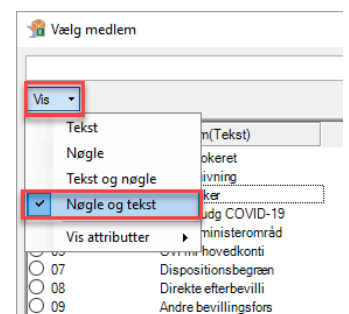 Vælg medlem
Vis
Tekst
m(Tekst)
Nøgle
okeret
Tekst og nøgle
ivning
Nøgle og tekst
ker
udg COVID-19
Vis attributter
ministerområd
hovedkonti
07 Dispositionsbegræn
08 Direkte efterbevilli
09 Andre bevillingsfors